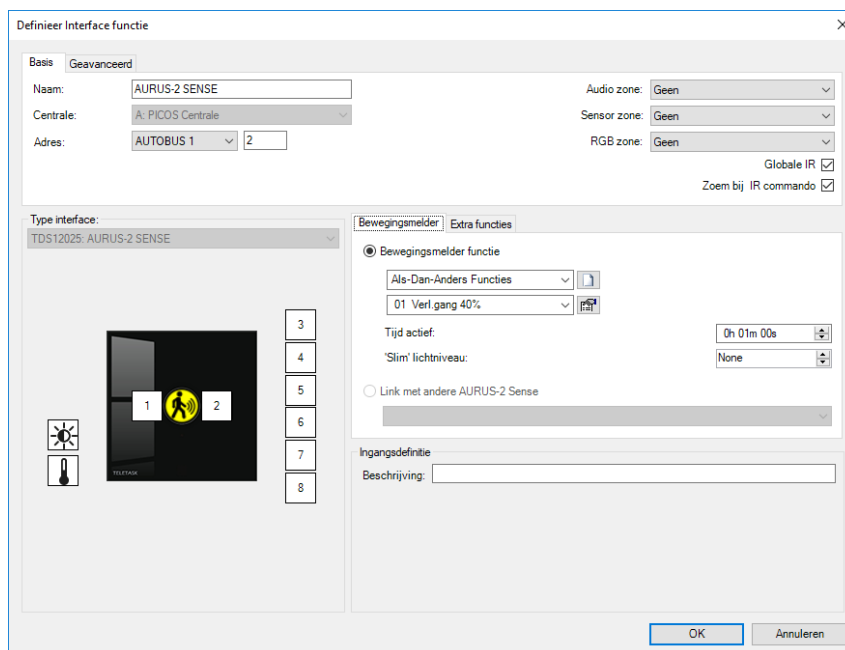 Definieer Interface functie
Basis Geavanceerd
Naam: AURUS-2 SENSE Audio zone: Geen
Centrale: A: PICOS Centrale Sensor zone: Geen
Adres: AUTOBUS 1 2 RGB zone: Geen
Globale IR
Zoem bij IR commando
Type interface:
TDS12025: AURUS-2 SENSE
Bewegingsmelder Extra functies
Bewegingsmelder functie
Als-Dan-Anders Functies
01 Verl.gang 40%
Tijd actief: 0h 01m 00s
'Slim' lichtniveau: None
Link met andere AURUS-2 Sense
1 2
TELETASK
3
4
5
6
7
8
Ingangsdefinitie
Beschrijving:
OK Annuleren